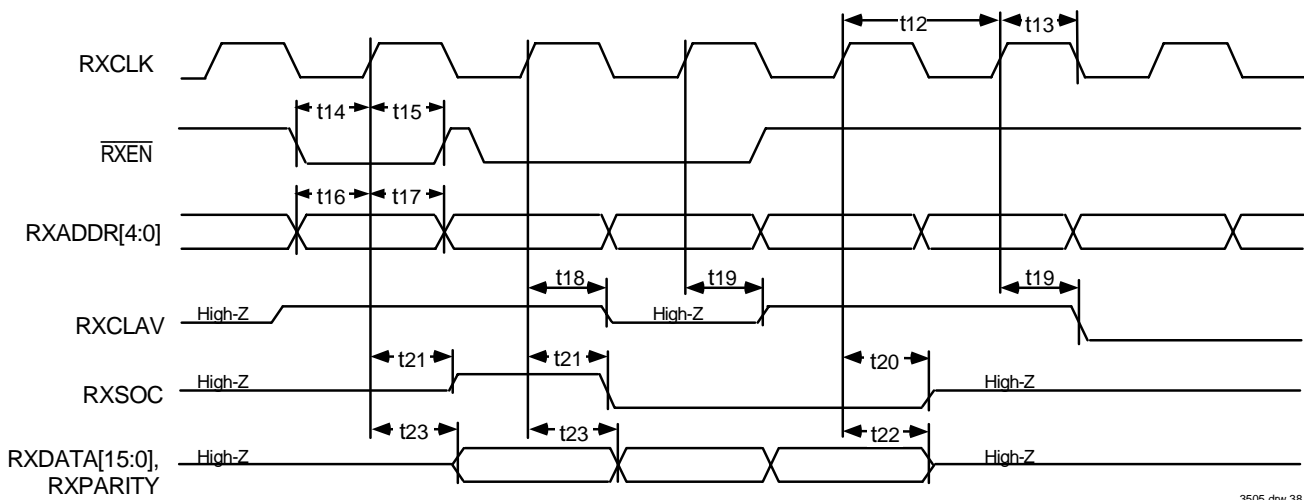 t12 t13
RXCLK
t14 t15
RXEN
t16 t17
RXADDR[4:0]
t18 t19 t19
RXCLAV High-Z High-Z
t21 t21 t20
RXSOC High-Z High-Z
t23 t23 t22
RXDATA[15:0], High-Z High-Z
RXPARITY
3505 drw 38